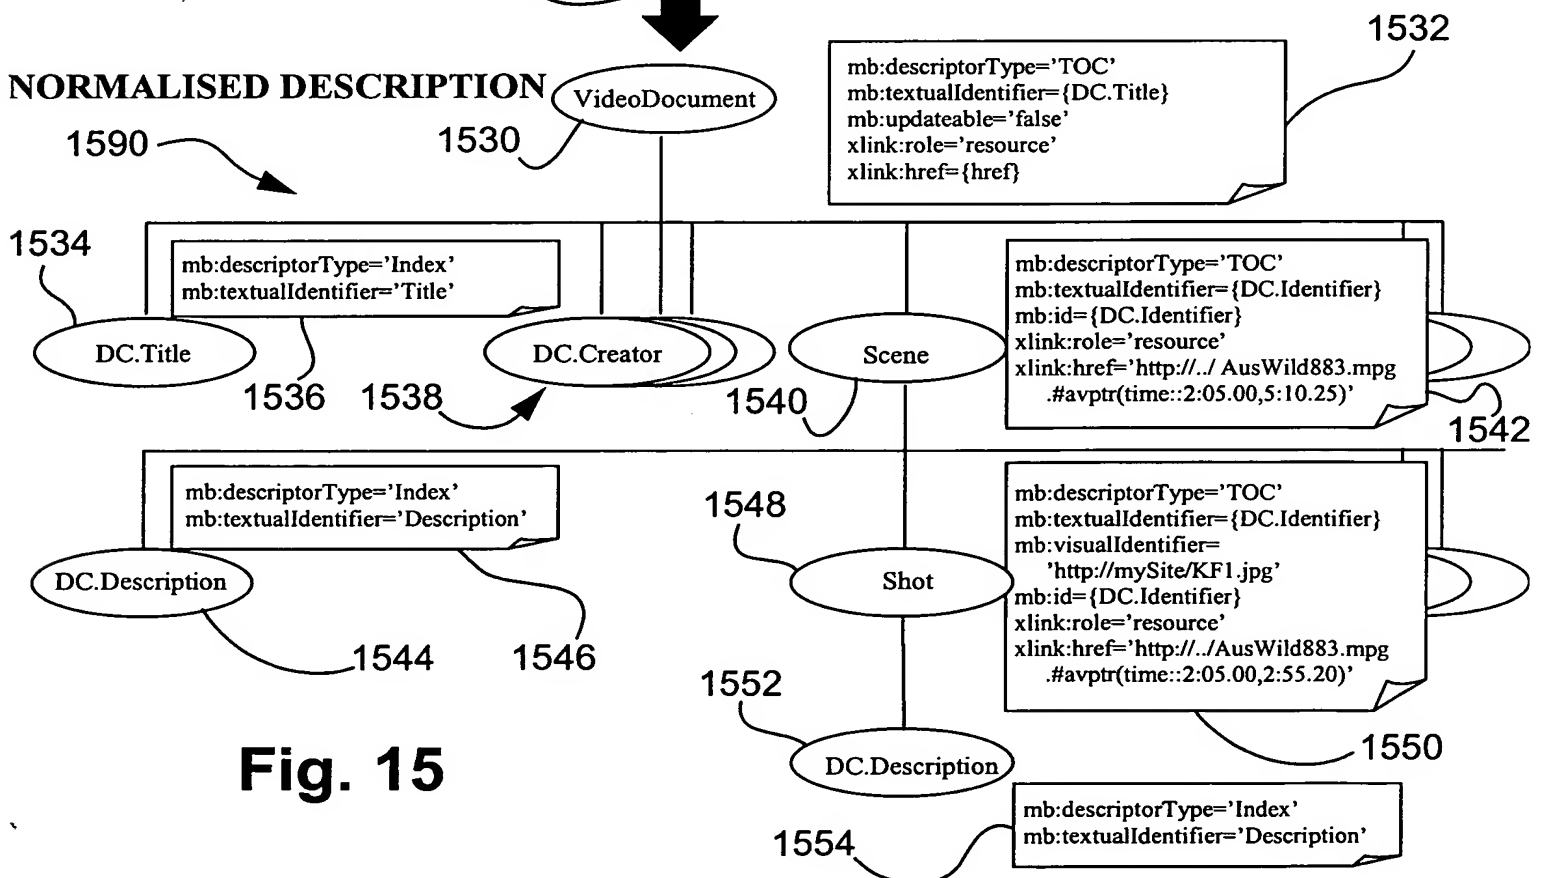 1532
mb:descriptorType='TOC'
mb:textualIdentifier={DC.Title}
mb:updateable='false'
xlink:role='resource'
xlink:href={href}
NORMALISED DESCRIPTION
VideoDocument
1590
1530
1534
mb:descriptorType='Index'
mb:textualIdentifier='Title'
mb:descriptorType='TOC'
mb:textualIdentifier={DC.Identifier}
mb:id={DC.Identifier}
xlink:role='resource'
xlink:href='http://../ AusWild883.mpg
.#avptr(time::2:05.00,5:10.25)'
DC.Title
DC.Creator
Scene
1536
1538
1540
1542
mb:descriptorType='Index'
mb:textualIdentifier='Description'
1548
mb:descriptorType='TOC'
mb:textualIdentifier={DC.Identifier}
mb:visualIdentifier=
'http://mySite/KF1.jpg'
mb:id={DC.Identifier}
xlink:role='resource'
xlink:href='http://../AusWild883.mpg
.#avptr(time::2:05.00,2:55.20)'
DC.Description
Shot
1544
1546
1552
1550
DC.Description
Fig. 15
mb:descriptorType='Index'
mb:textualIdentifier='Description'
1554